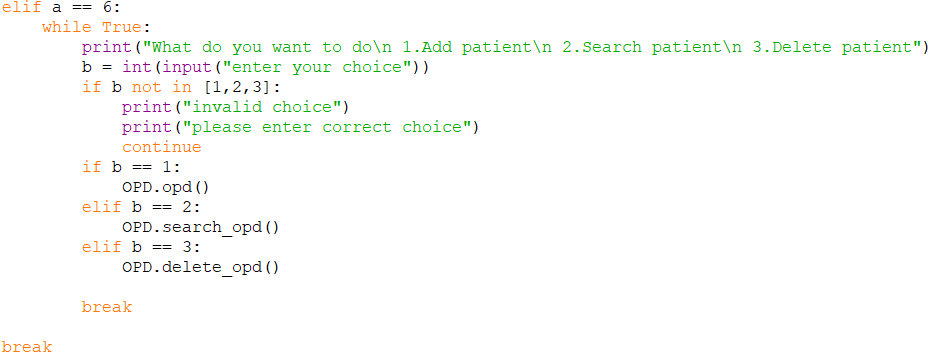 elif a == 6:
    while True:
        print("What do you want to do\n 1.Add patient\n 2.Search patient\n 3.Delete patient")
        b = int(input("enter your choice"))
        if b not in [1,2,3]:
            print("invalid choice")
            print("please enter correct choice")
            continue
        if b == 1:
            OPD.opd()
        elif b == 2:
            OPD.search_opd()
        elif b == 3:
            OPD.delete_opd()

        break

break